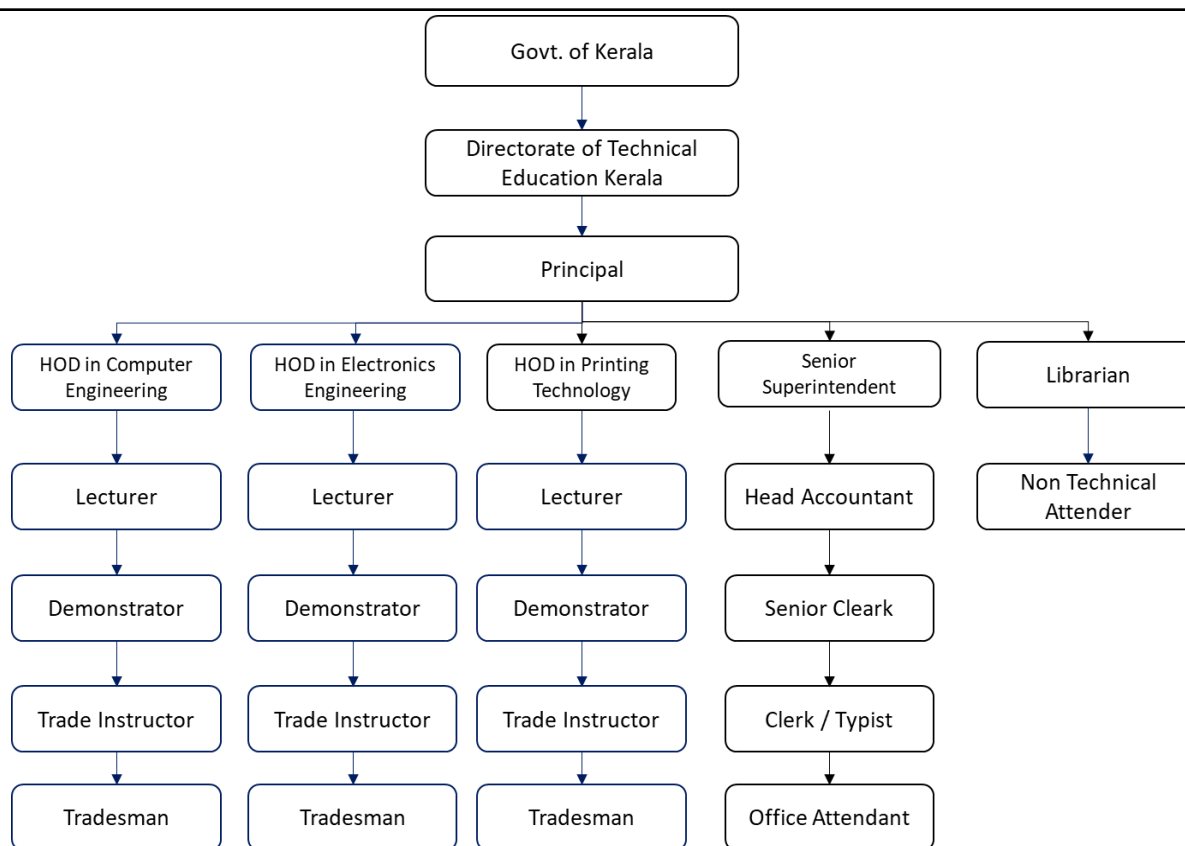 Govt. of Kerala
Directorate of Technical
Education Kerala
Principal
HOD in Computer
Engineering
HOD in Electronics
Engineering
HOD in Printing
Technology
Senior
Superintendent
Librarian
Lecturer
Lecturer
Lecturer
Head Accountant
Non Technical
Attender
Demonstrator
Demonstrator
Demonstrator
Senior Cleark
Trade Instructor
Trade Instructor
Trade Instructor
Clerk / Typist
Tradesman
Tradesman
Tradesman
Office Attendant